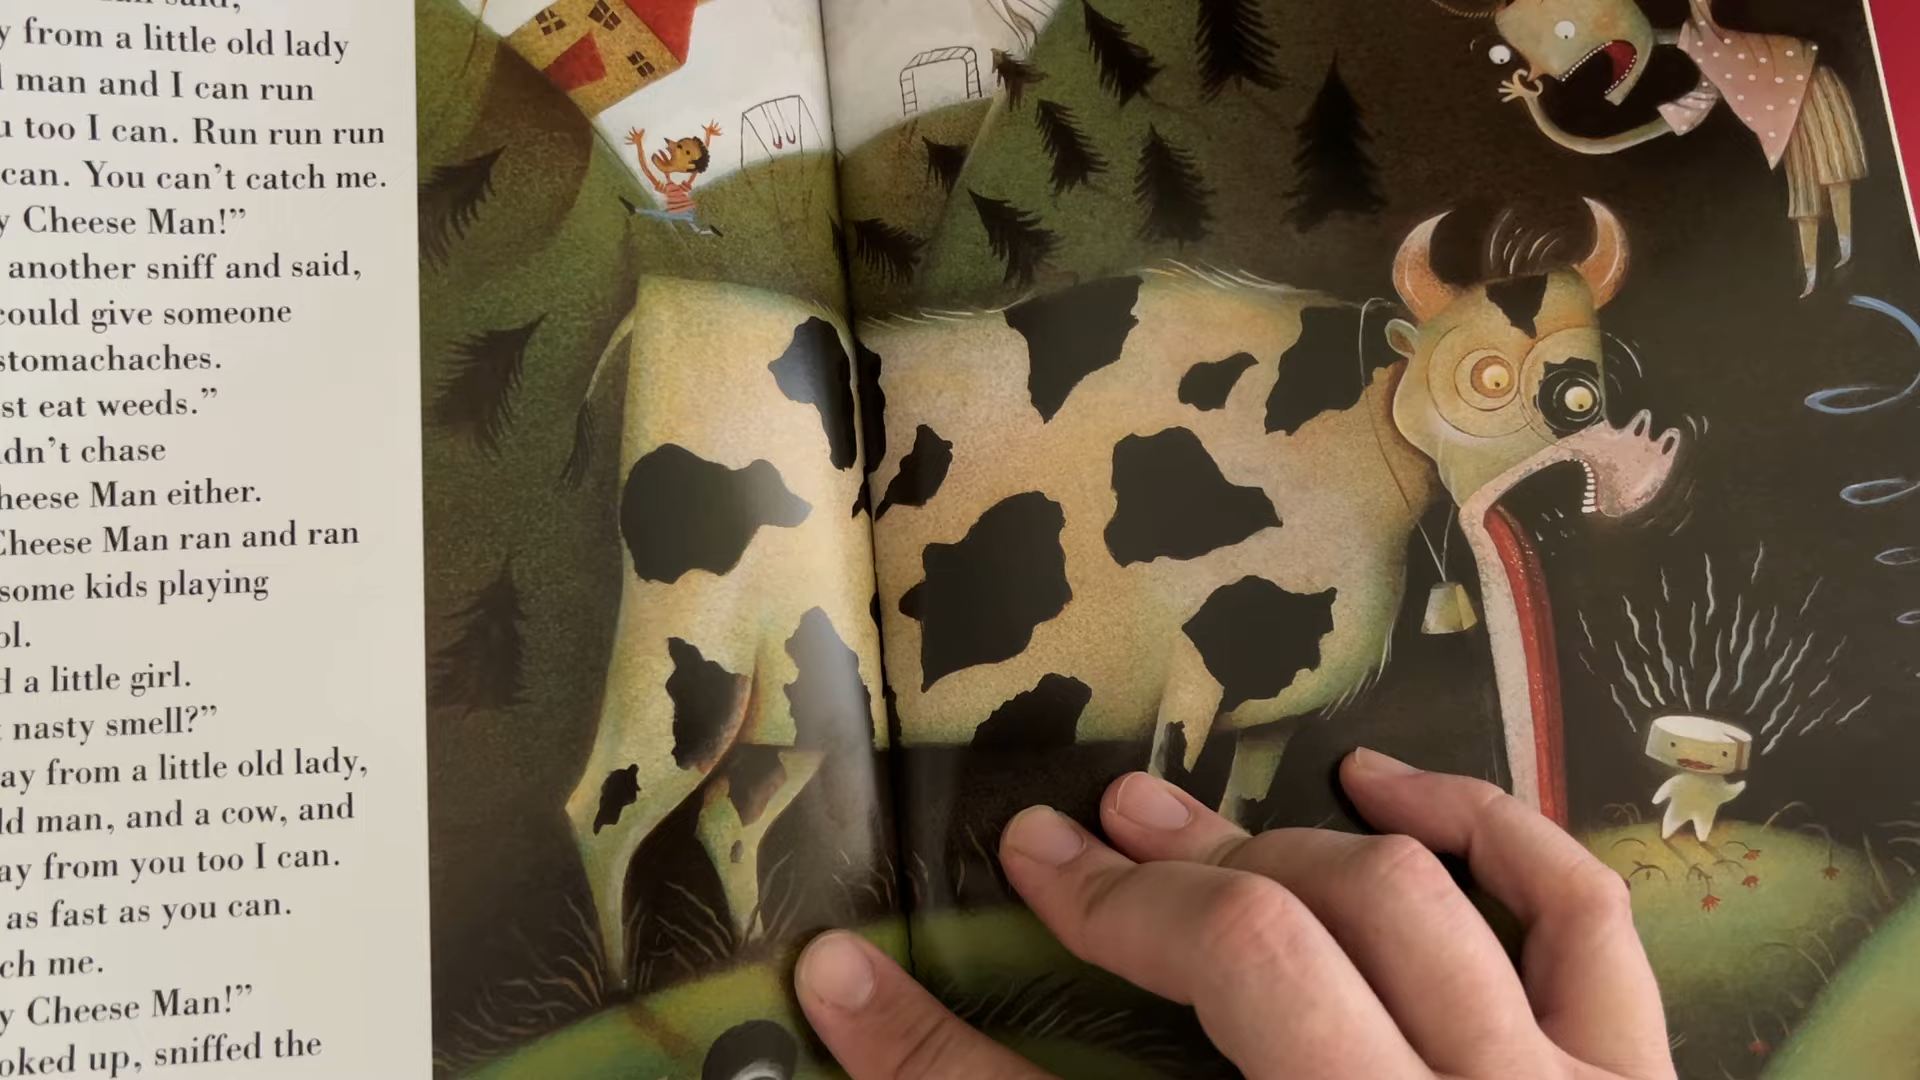 y from a little old lady
man and I can run
too I can. Run run run
can. You can't catch me.
y Cheese Man!"
another sniff and said,
could give someone
stomachaches.
st eat weeds."
dn't chase
heese Man either.
Cheese Man ran and ran
some kids playing
ol.
d a little girl.
nasty smell?"
ay from a little old lady,
ld man, and a cow, and
ay from you too I can.
as fast as you can.
ch me.
y Cheese Man!"
oked up, sniffed the